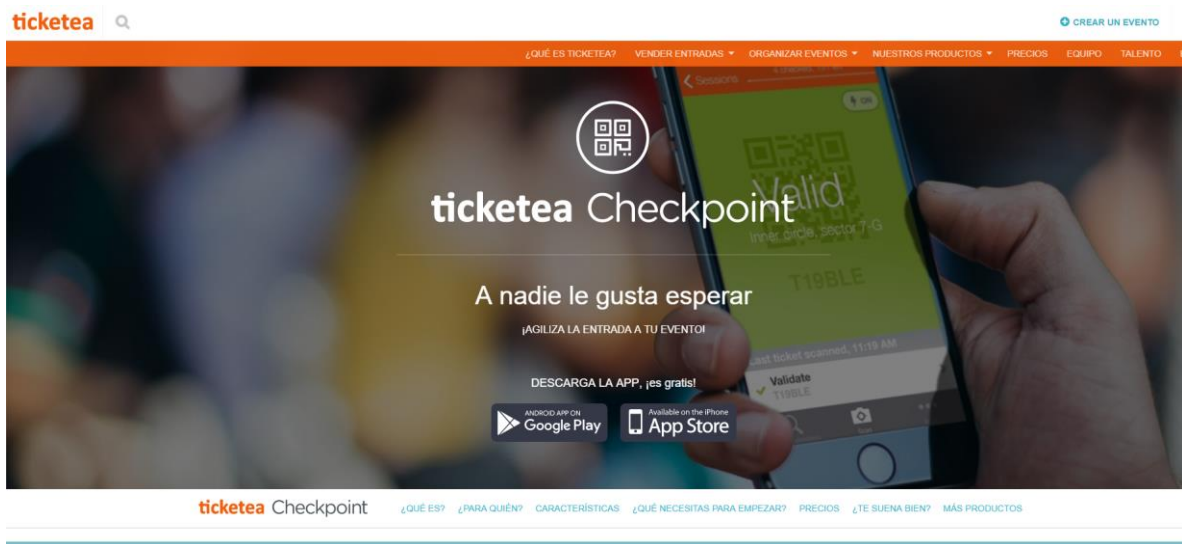 ticketea
CREAR UN EVENTO
¿QUÉ ES TICKETEA? VENDER ENTRADAS ORGANIZAR EVENTOS NUESTROS PRODUCTOS PRECIOS EQUIPO TALENTO
Sessions
ON
Valid
ticketea Checkpoint
Inner circle, sector 7-G
T19BLE
A nadie le gusta esperar
¡AGILIZA LA ENTRADA A TU EVENTO!
Last ticket scanned, 11:19 AM
DESCARGA LA APP, ¡es gratis!
Validate
T19BLE
ANDROID APP ON
Google Play
Available on the iPhone
App Store
ticketea Checkpoint ¿QUÉ ES? ¿PARA QUIÉN? CARACTERÍSTICAS ¿QUÉ NECESITAS PARA EMPEZAR? PRECIOS ¿TE SUENA BIEN? MÁS PRODUCTOS